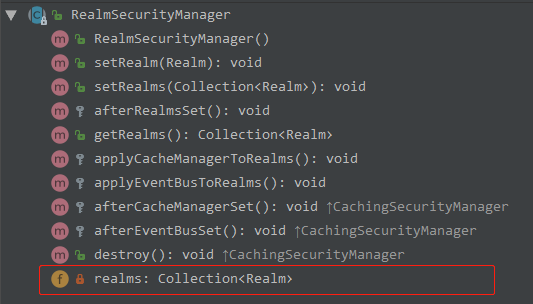 RealmSecurityManager
RealmSecurityManager()
setRealm(Realm): void
setRealms(Collection<Realm>): void
afterRealmsSet(): void
getRealms(): Collection<Realm>
applyCacheManagerToRealms(): void
applyEventBusToRealms(): void
afterCacheManagerSet(): void ↑CachingSecurityManager
afterEventBusSet(): void ↑CachingSecurityManager
destroy(): void ↑CachingSecurityManager
realms: Collection<Realm>